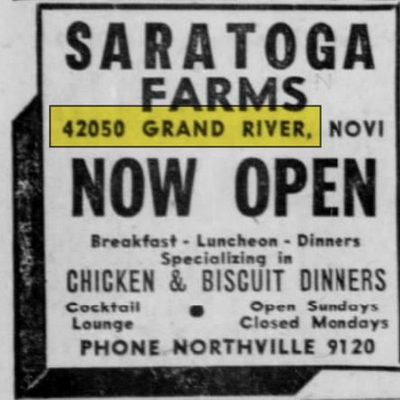 SARATOGA
FARMS
42050 GRAND RIVER, NOVI
NOW OPEN
Breakfast - Luncheon - Dinners
Specializing in
CHICKEN & BISCUIT DINNERS
Cocktail Lounge
Open Sundays
Closed Mondays
PHONE NORTHVILLE 9120